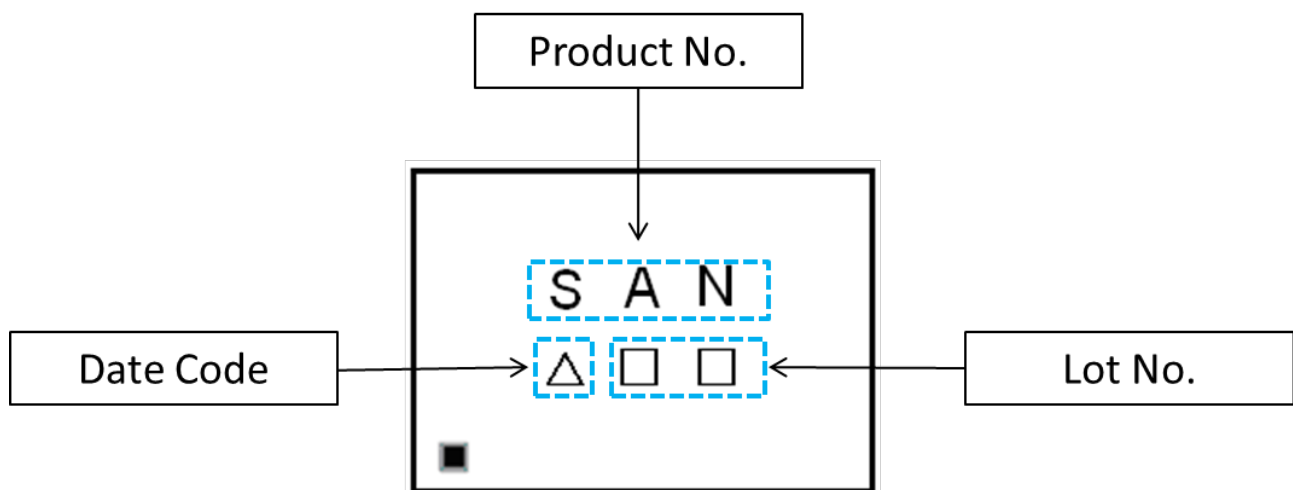 Product No.
S A N
Date Code
△ □ □
Lot No.